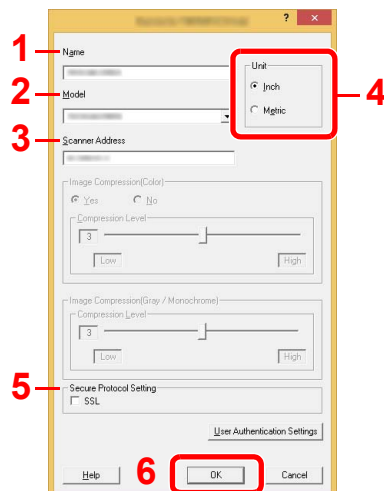 ?
1
Name
Unit
Inch
2
Model
Metric
4
3
Scanner Address
Image Compression(Color)
Yes No
Compression Level
3
Low High
Image Compression(Gray / Monochrome)
Compression Level
3
Low High
5
Secure Protocol Setting
SSL
User Authentication Settings
Help 6 OK Cancel